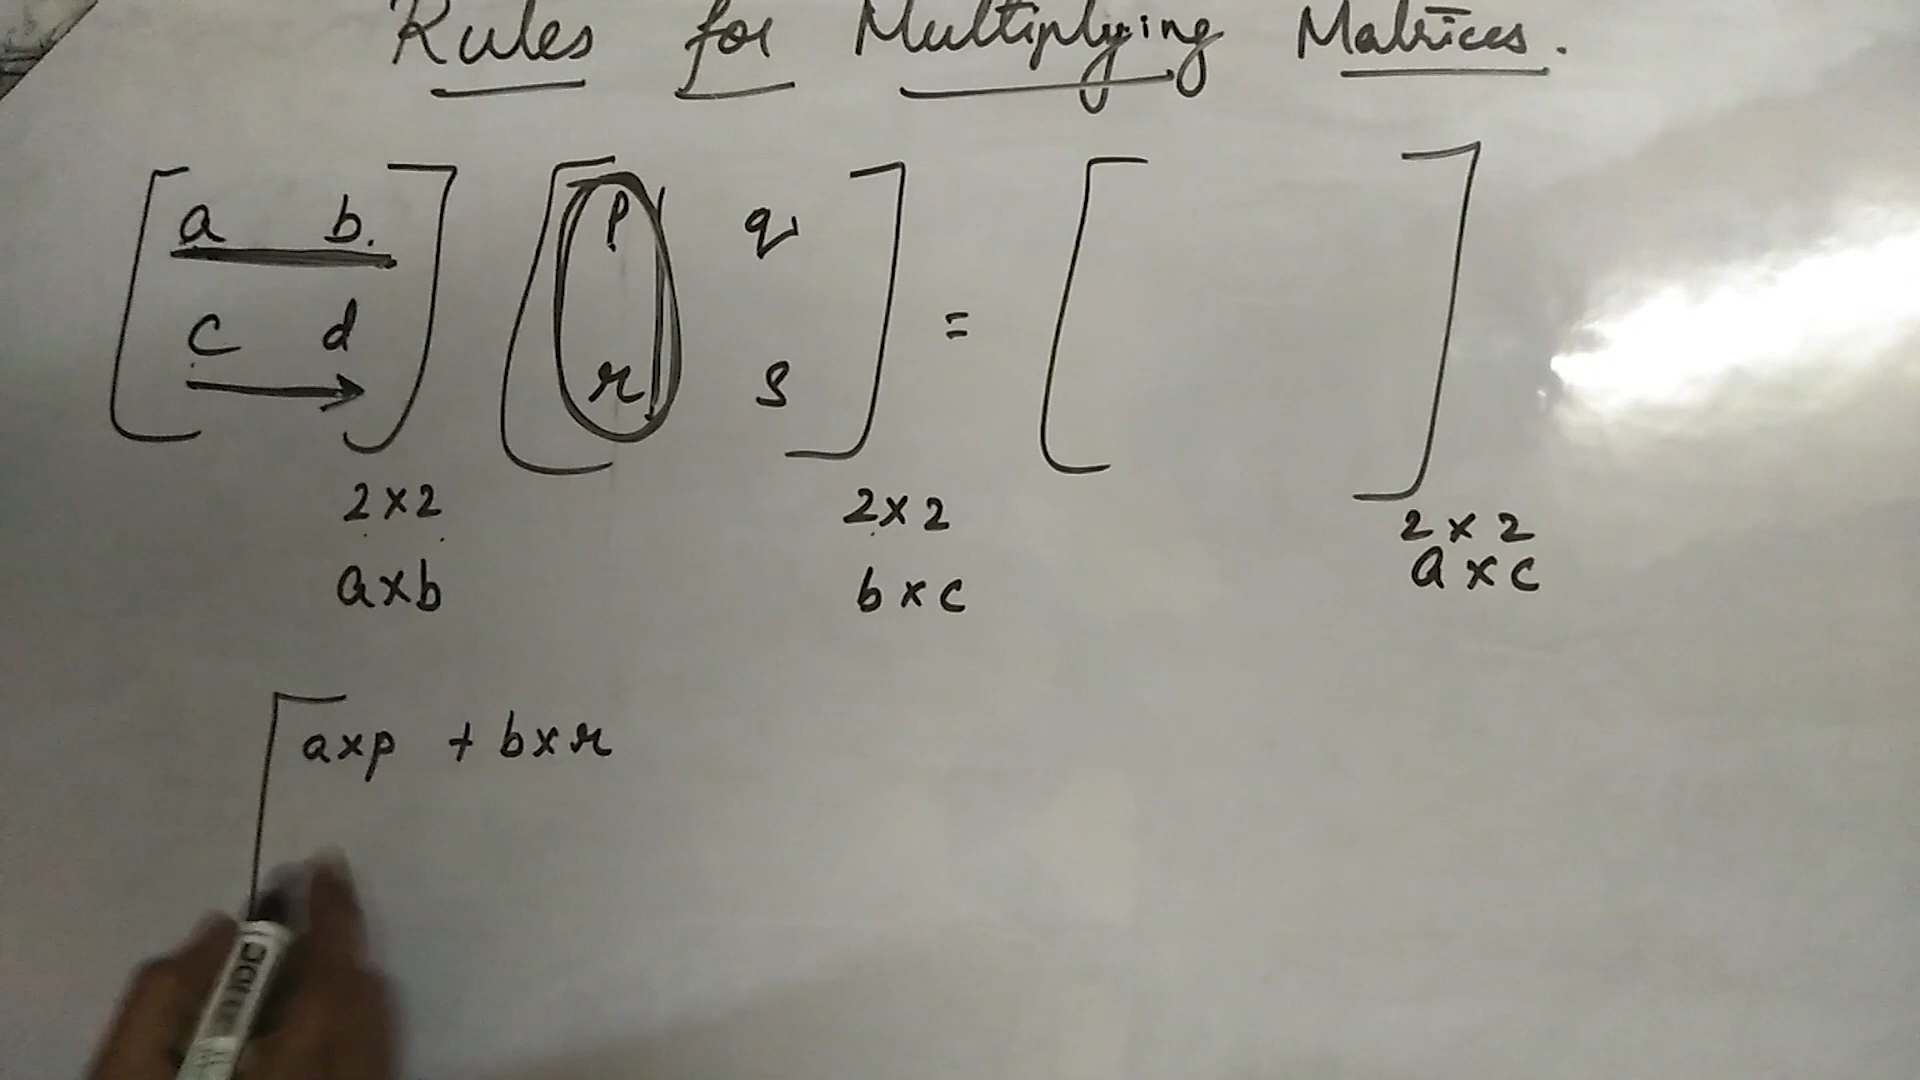 Rules for Multiplying Matrices.
a b. p q
=
c d r s
2×2 2×2 2×2
a×b b×c a×c
a×p + b×r